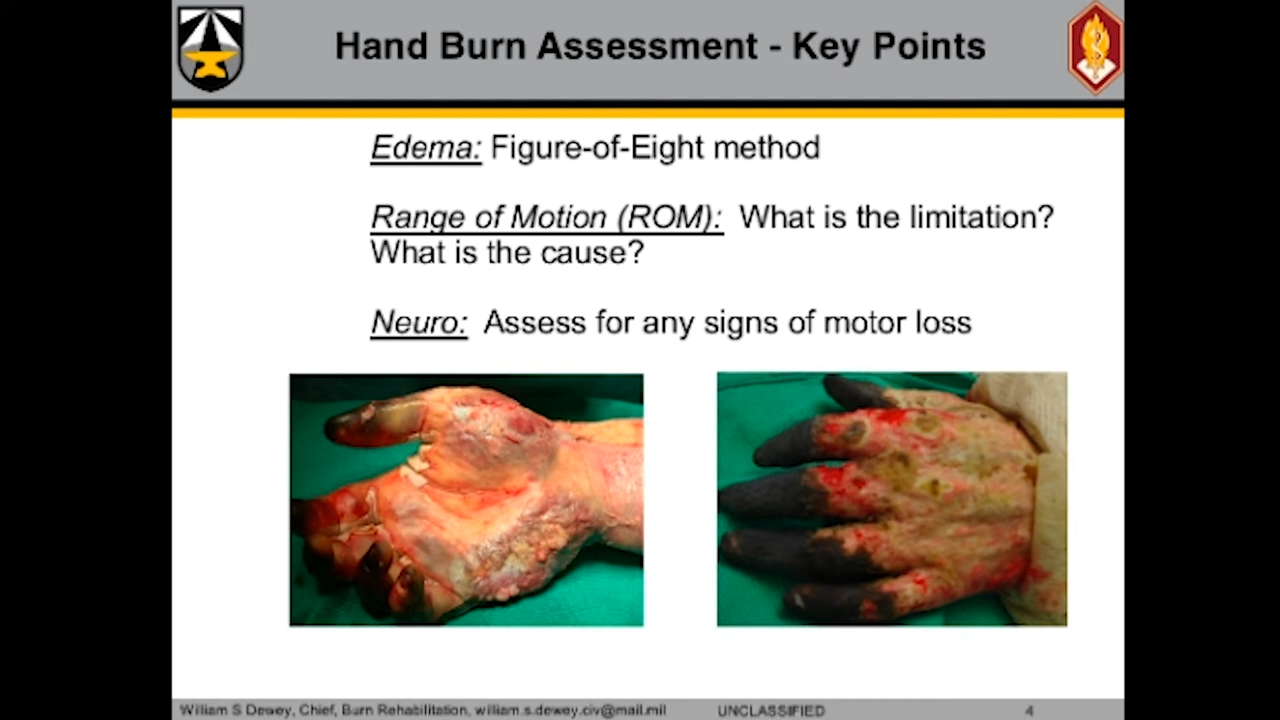 Hand Burn Assessment - Key Points
Edema: Figure-of-Eight method
Range of Motion (ROM): What is the limitation?
What is the cause?
Neuro: Assess for any signs of motor loss
William S Dewey, Chief, Burn Rehabilitation, william.s.dewey.civ@mail.mil UNCLASSIFIED 4